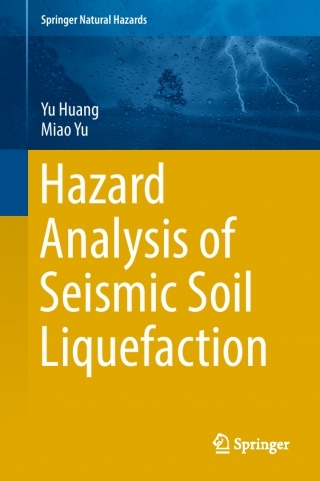 Springer Natural Hazards
Yu Huang
Miao Yu
Hazard
Analysis of
Seismic Soil
Liquefaction
Springer